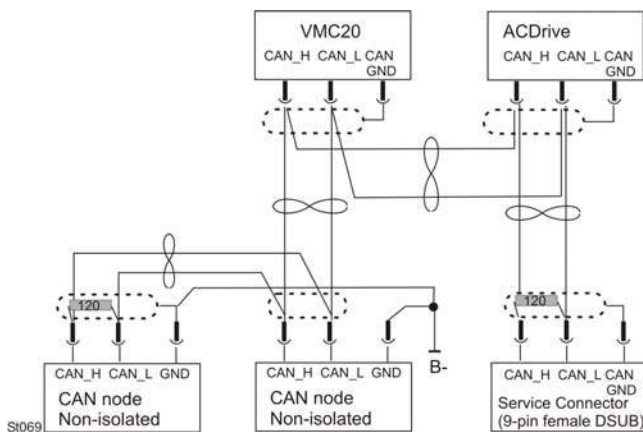 VMC20
CAN_H CAN_L CAN
GND
ACDrive
CAN_H CAN_L CAN
GND
120
120
B-
CAN_H CAN_L GND
CAN node
Non-isolated
CAN_H CAN_L GND
CAN node
Non-isolated
CAN_H CAN_L CAN
GND
Service Connector
(9-pin female DSUB)
St069